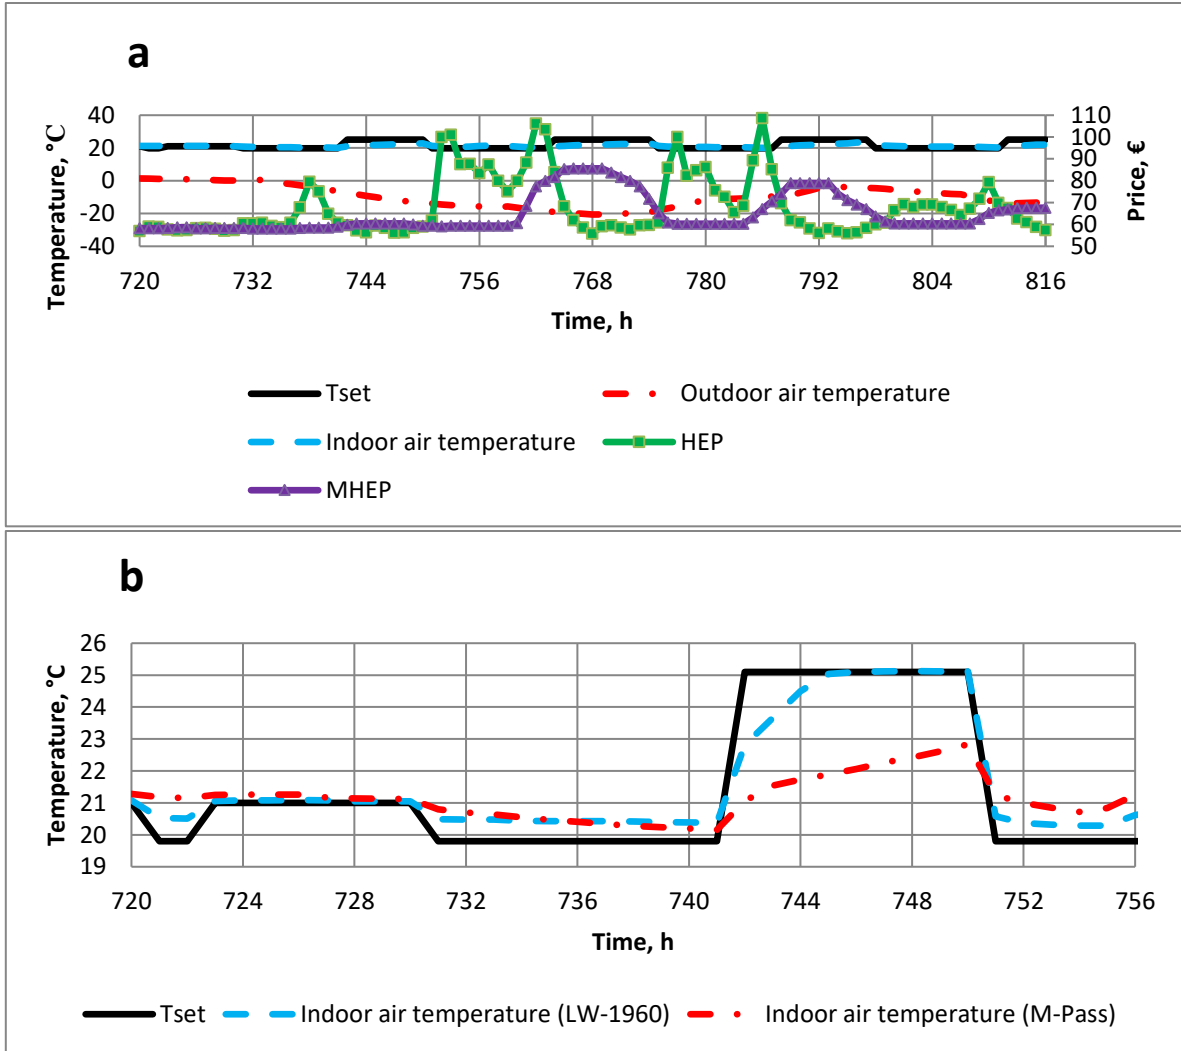 a
40
20
0
-20
-40
Temperature, °C
110
100
90
80
70
60
50
Price, €
720 732 744 756 768 780 792 804 816
Time, h
Tset
Outdoor air temperature
Indoor air temperature
HEP
MHEP
b
26
25
24
23
22
21
20
19
Temperature, °C
720 724 728 732 736 740 744 748 752 756
Time, h
Tset
Indoor air temperature (LW-1960)
Indoor air temperature (M-Pass)